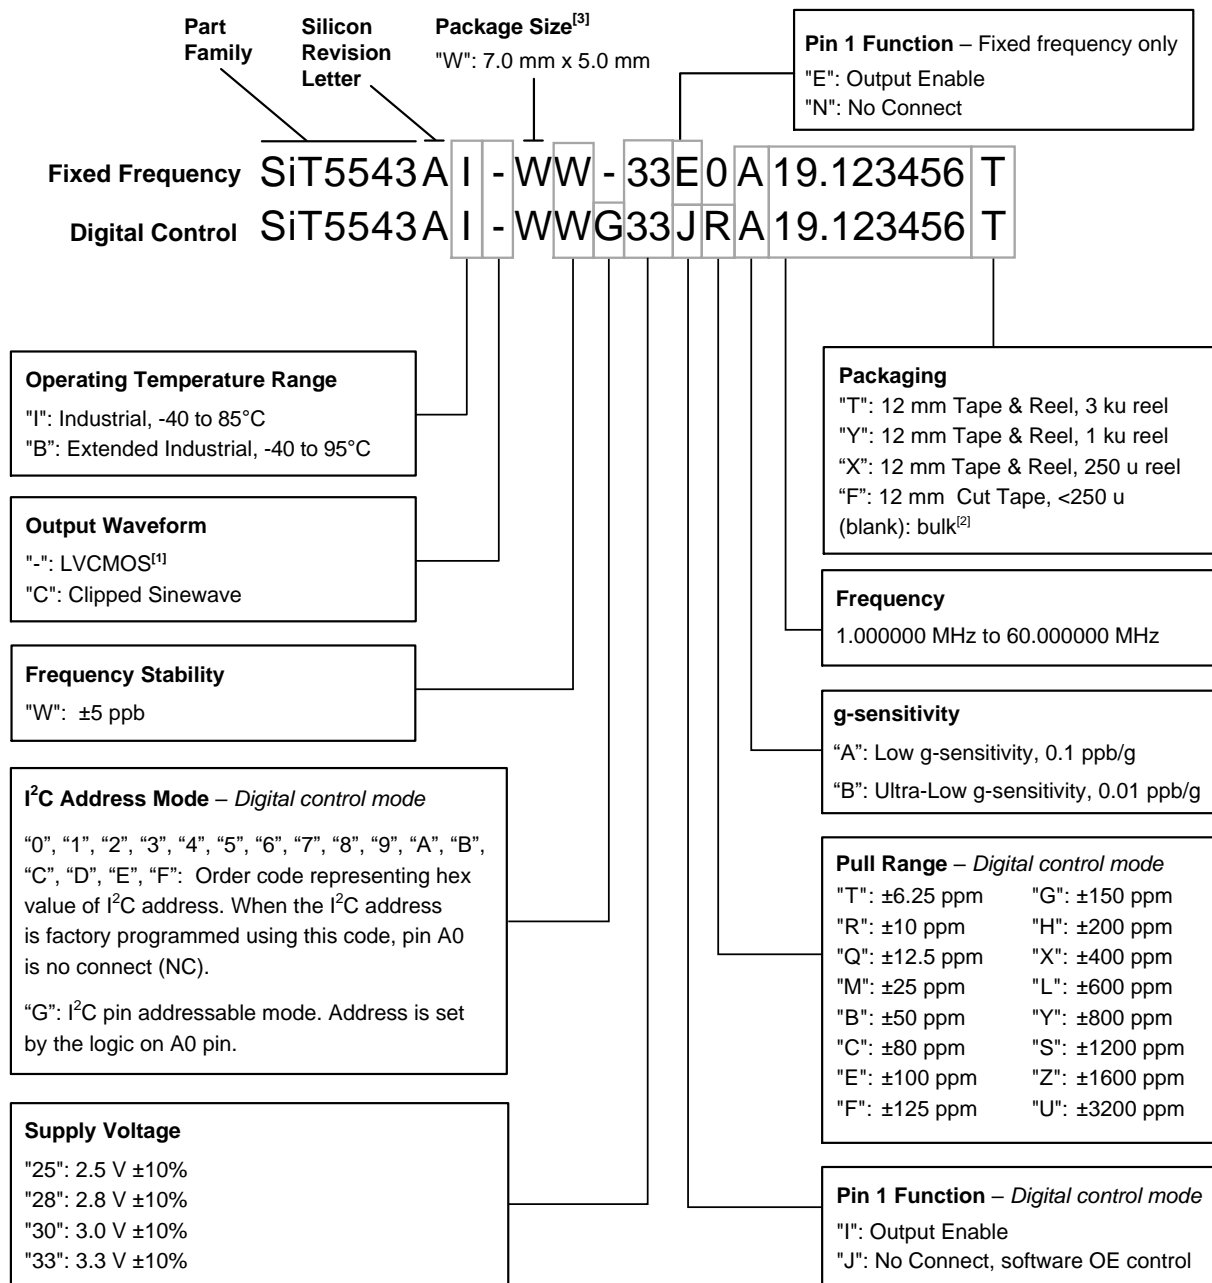 Part
Family
Silicon
Revision
Letter
Package Size[3]
"W": 7.0 mm x 5.0 mm
Pin 1 Function – Fixed frequency only
"E": Output Enable
"N": No Connect
Fixed Frequency SiT5543AI-WW-33E0A19.123456T
Digital Control SiT5543AI-WWG33JRA19.123456T
Operating Temperature Range
"I": Industrial, -40 to 85°C
"B”: Extended Industrial, -40 to 95°C
Output Waveform
"-": LVCMOS[1]
"C": Clipped Sinewave
Frequency Stability
"W": ±5 ppb
I2C Address Mode – Digital control mode
“0”, “1”, “2”, “3”, “4”, “5”, “6”, “7”, “8”, “9”, “A”, “B”,
“C”, “D”, “E”, “F”: Order code representing hex
value of I2C address. When the I2C address
is factory programmed using this code, pin A0
is no connect (NC).
“G”: I2C pin addressable mode. Address is set
by the logic on A0 pin.
Supply Voltage
"25": 2.5 V ±10%
"28": 2.8 V ±10%
"30": 3.0 V ±10%
"33": 3.3 V ±10%
Packaging
"T": 12 mm Tape & Reel, 3 ku reel
"Y": 12 mm Tape & Reel, 1 ku reel
“X”: 12 mm Tape & Reel, 250 u reel
“F”: 12 mm Cut Tape, <250 u
(blank): bulk[2]
Frequency
1.000000 MHz to 60.000000 MHz
g-sensitivity
“A”: Low g-sensitivity, 0.1 ppb/g
“B”: Ultra-Low g-sensitivity, 0.01 ppb/g
Pull Range – Digital control mode
"T": ±6.25 ppm "G": ±150 ppm
"R": ±10 ppm "H": ±200 ppm
"Q": ±12.5 ppm "X": ±400 ppm
"M": ±25 ppm "L": ±600 ppm
"B": ±50 ppm "Y": ±800 ppm
"C": ±80 ppm "S": ±1200 ppm
"E": ±100 ppm "Z": ±1600 ppm
"F": ±125 ppm "U": ±3200 ppm
Pin 1 Function – Digital control mode
"I": Output Enable
"J": No Connect, software OE control